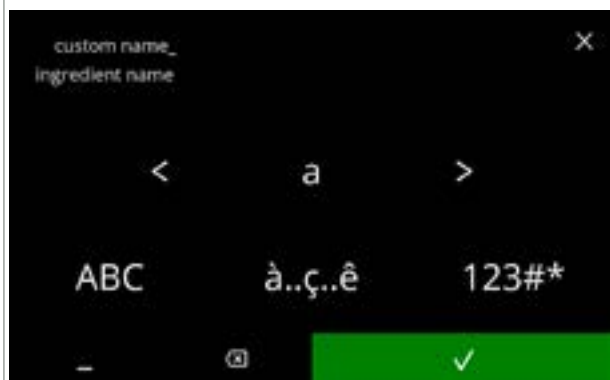 custom name_
ingredient name
< a >
ABC à..ç..ê 123#*
_